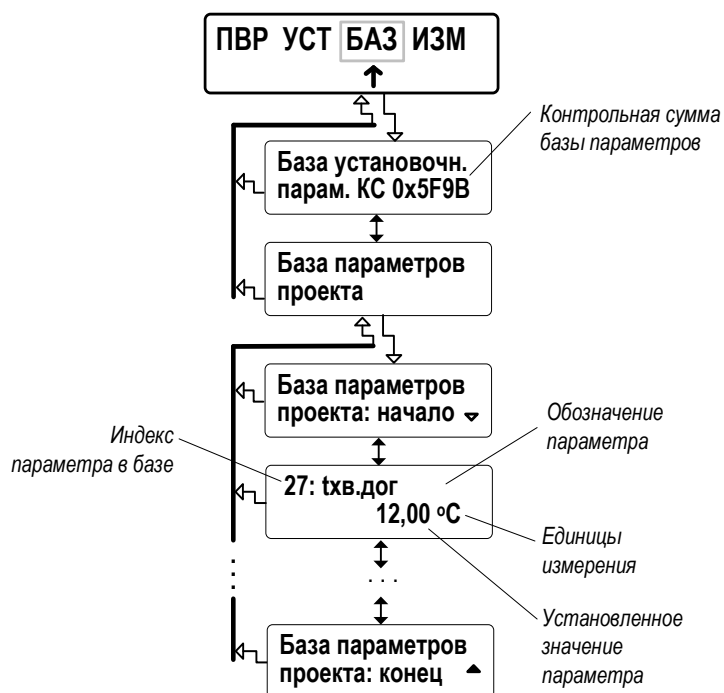 ПВР УСТ БАЗ ИЗМ
Контрольная сумма
базы параметров
База установочн.
парам. КС 0x5F9B
База параметров
проекта
База параметров
проекта: начало
Обозначение
параметра
Индекс
параметра в базе
27: tхв.дог
12,00 ºC
Единицы
измерения
. . .
Установленное
значение
параметра
База параметров
проекта: конец